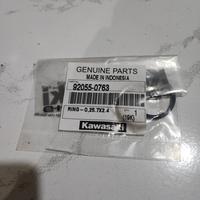 GENUINE PARTS
MADE IN INDONESIA
92055-0763
RING-O,25.7X2.4
1
Kawasaki